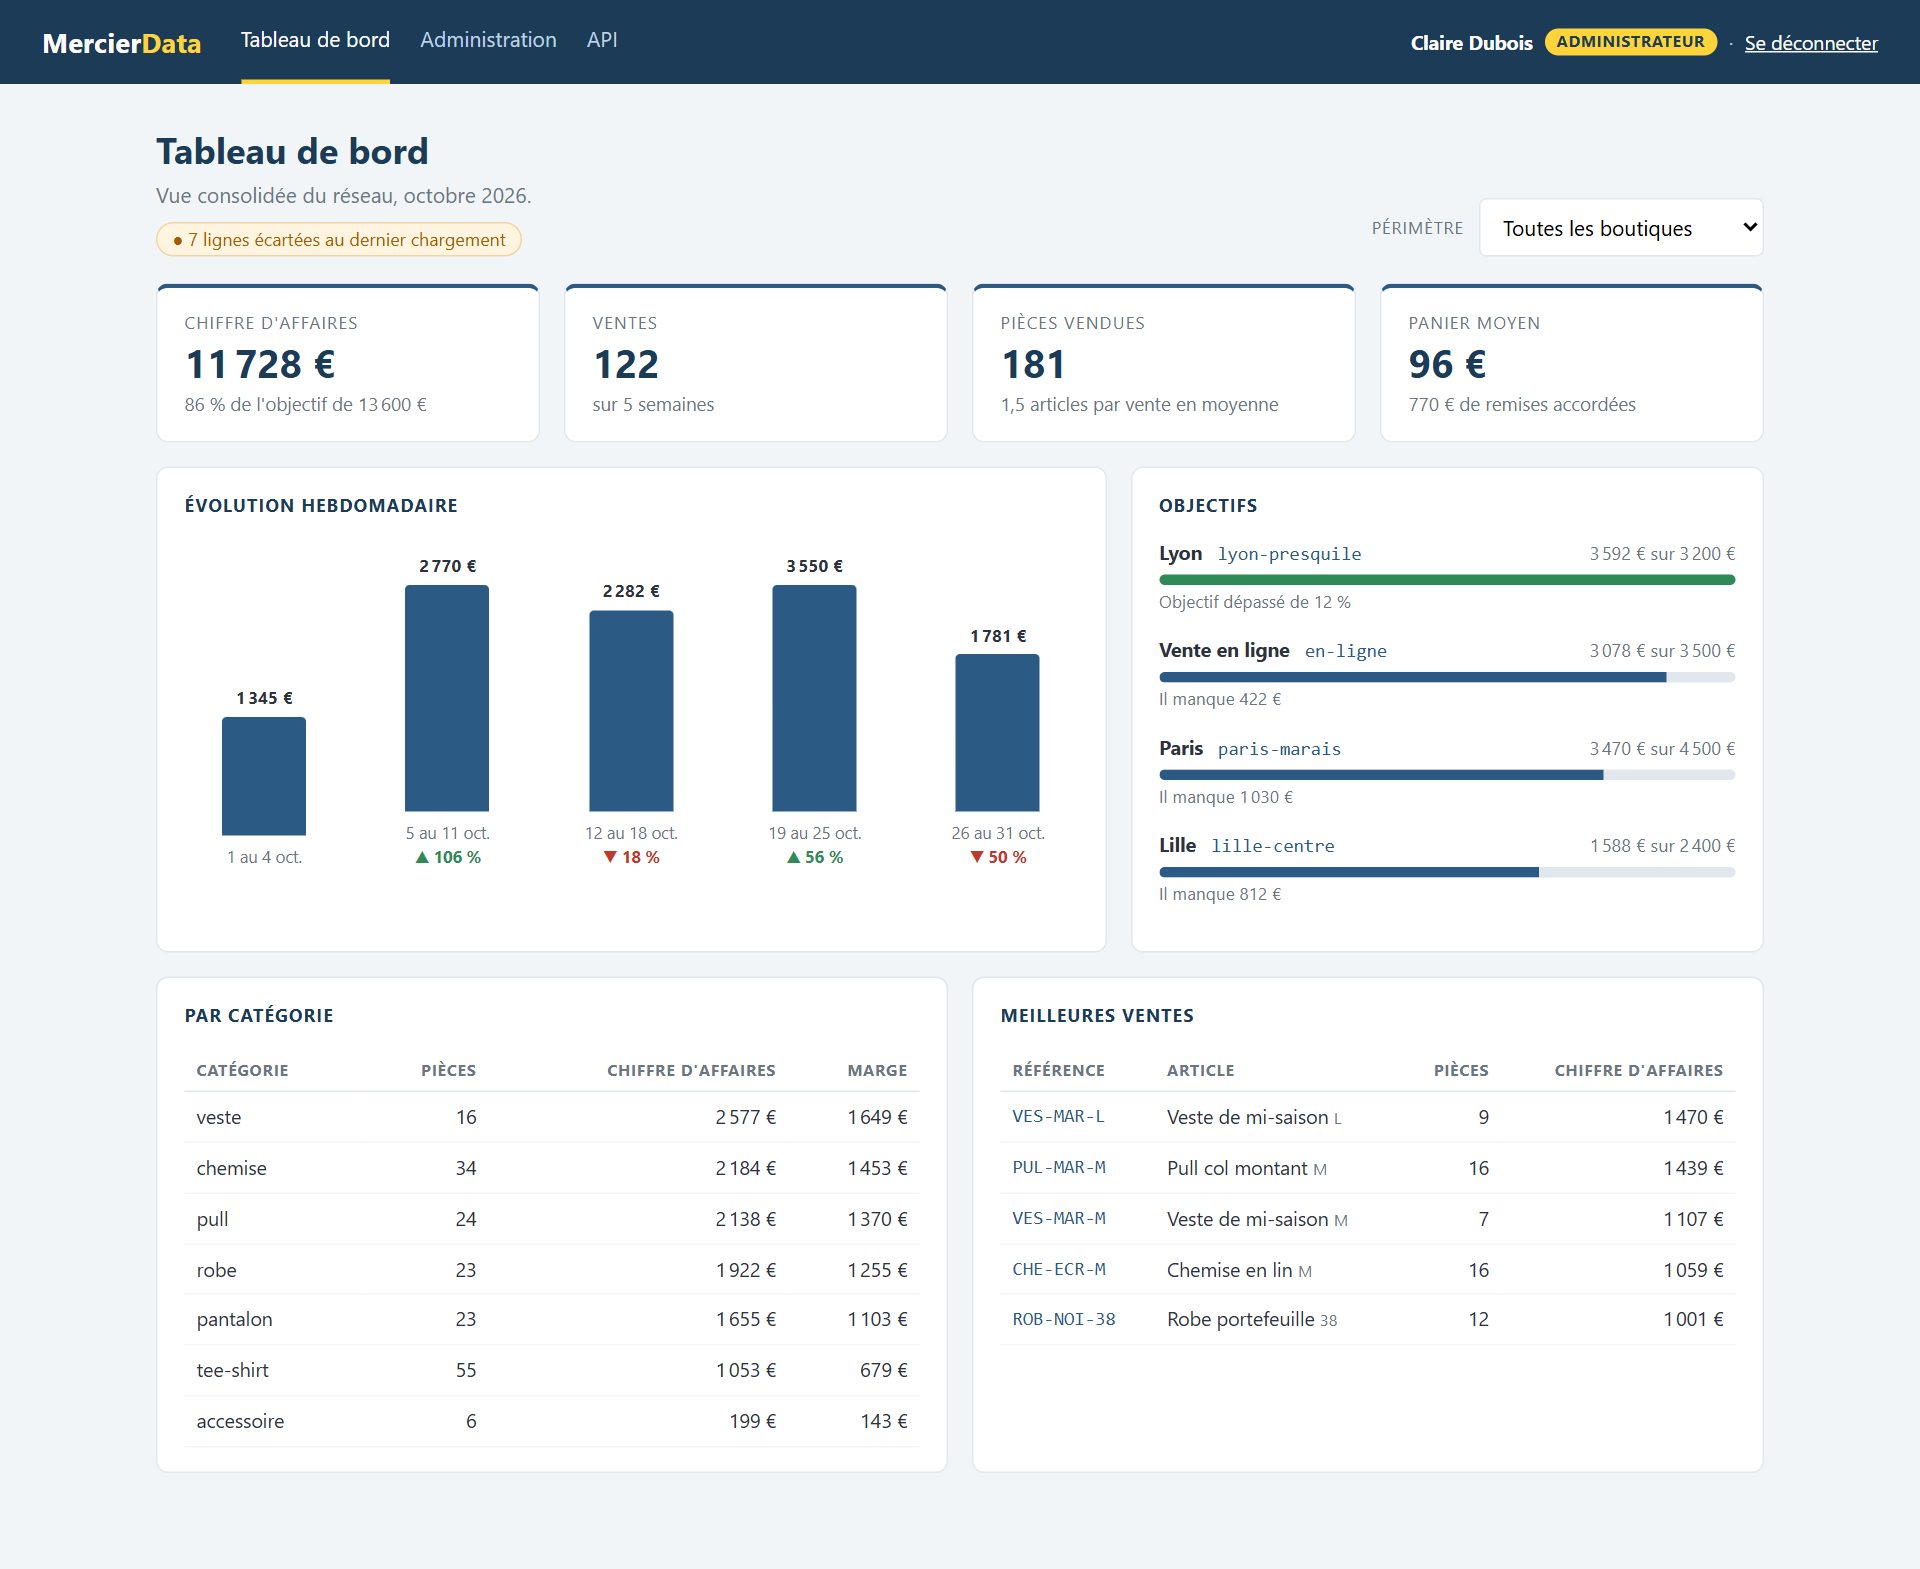 MercierData Tableau de bord Administration API Claire Dubois ADMINISTRATEUR · Se déconnecter
Tableau de bord
Vue consolidée du réseau, octobre 2026.
● 7 lignes écartées au dernier chargement
PÉRIMÈTRE Toutes les boutiques
CHIFFRE D'AFFAIRES
11 728 €
86 % de l'objectif de 13 600 €
VENTES
122
sur 5 semaines
PIÈCES VENDUES
181
1,5 articles par vente en moyenne
PANIER MOYEN
96 €
770 € de remises accordées
ÉVOLUTION HEBDOMADAIRE
1 345 €
1 au 4 oct.
2 770 €
5 au 11 oct.
▲ 106 %
2 282 €
12 au 18 oct.
▼ 18 %
3 550 €
19 au 25 oct.
▲ 56 %
1 781 €
26 au 31 oct.
▼ 50 %
OBJECTIFS
Lyon lyon-presquile 3 592 € sur 3 200 €
Objectif dépassé de 12 %
Vente en ligne en-ligne 3 078 € sur 3 500 €
Il manque 422 €
Paris paris-marais 3 470 € sur 4 500 €
Il manque 1 030 €
Lille lille-centre 1 588 € sur 2 400 €
Il manque 812 €
PAR CATÉGORIE
CATÉGORIE PIÈCES CHIFFRE D'AFFAIRES MARGE
veste 16 2 577 € 1 649 €
chemise 34 2 184 € 1 453 €
pull 24 2 138 € 1 370 €
robe 23 1 922 € 1 255 €
pantalon 23 1 655 € 1 103 €
tee-shirt 55 1 053 € 679 €
accessoire 6 199 € 143 €
MEILLEURES VENTES
RÉFÉRENCE ARTICLE PIÈCES CHIFFRE D'AFFAIRES
VES-MAR-L Veste de mi-saison L 9 1 470 €
PUL-MAR-M Pull col montant M 16 1 439 €
VES-MAR-M Veste de mi-saison M 7 1 107 €
CHE-ECR-M Chemise en lin M 16 1 059 €
ROB-NOI-38 Robe portefeuille 38 12 1 001 €